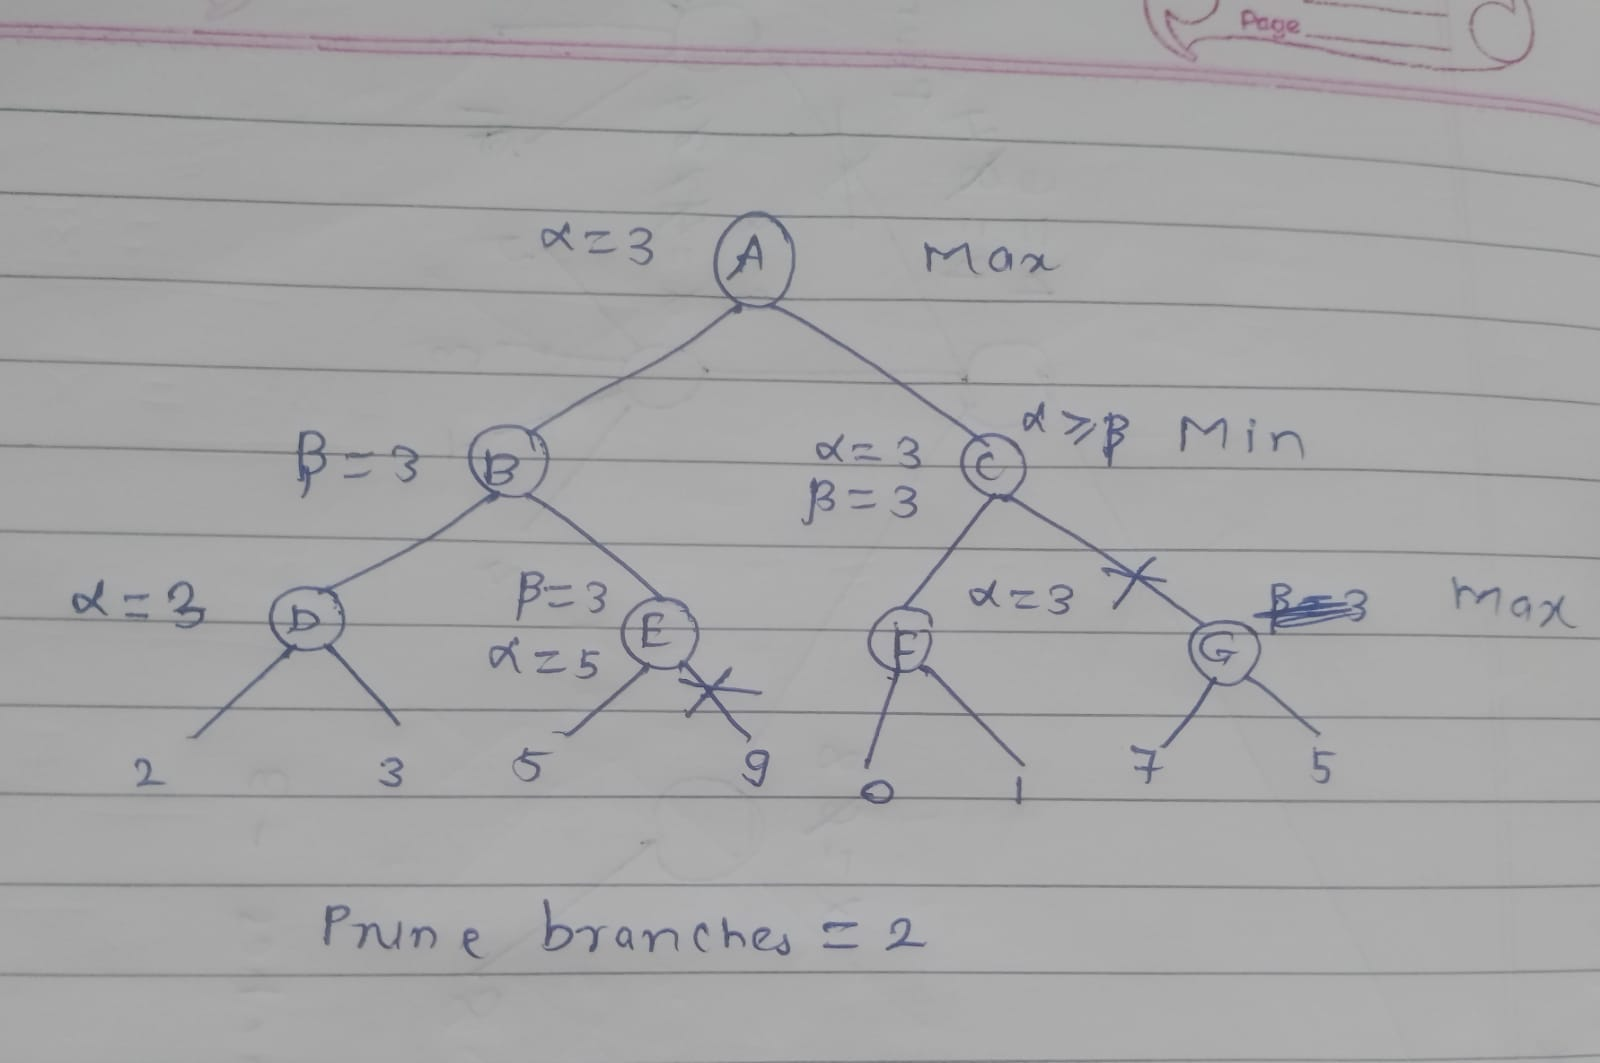 Page
α=3 A Max
α≥β Min
β=3 B α=3 C
β=3
α=3 D β=3 E α=3 F G β=3 Max
α=5
2 3 5 9 0 1 7 5
Prune branches = 2